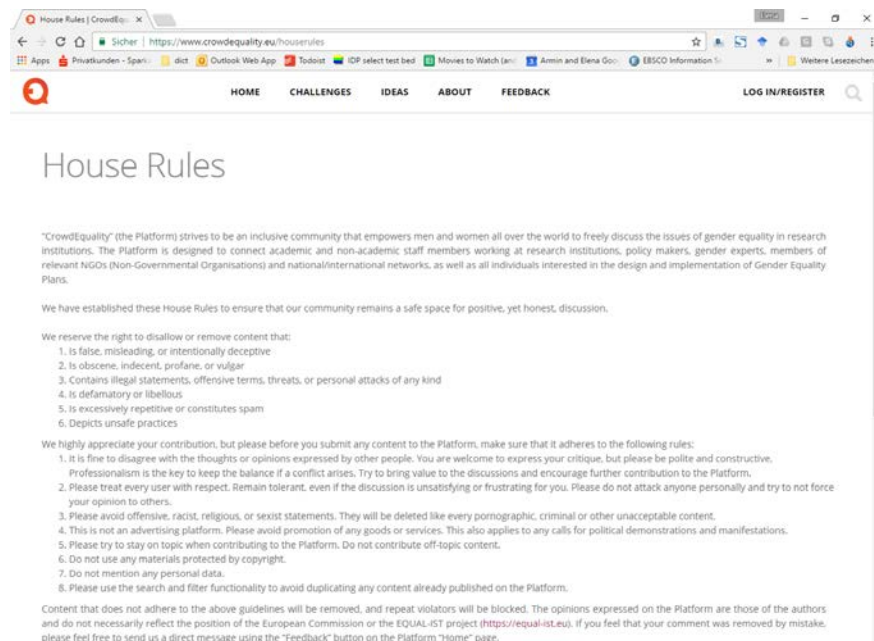 House Rules | CrowdEqu
Elena
Sicher | https://www.crowdequality.eu/houserules
Apps Privatkunden - Spark dict Outlook Web App Todoist IDP select test bed Movies to Watch (an Armin and Elena Goo EBSCO Information S » Weitere Lesezeichen
HOME CHALLENGES IDEAS ABOUT FEEDBACK LOG IN/REGISTER
House Rules
"CrowdEquality" (the Platform) strives to be an inclusive community that empowers men and women all over the world to freely discuss the issues of gender equality in research
institutions. The Platform is designed to connect academic and non-academic staff members working at research institutions, policy makers, gender experts, members of
relevant NGOs (Non-Governmental Organisations) and national/international networks, as well as all individuals interested in the design and implementation of Gender Equality
Plans.
We have established these House Rules to ensure that our community remains a safe space for positive, yet honest, discussion.
We reserve the right to disallow or remove content that:
1. Is false, misleading, or intentionally deceptive
2. Is obscene, indecent, profane, or vulgar
3. Contains illegal statements, offensive terms, threats, or personal attacks of any kind
4. Is defamatory or libellous
5. Is excessively repetitive or constitutes spam
6. Depicts unsafe practices
We highly appreciate your contribution, but please before you submit any content to the Platform, make sure that it adheres to the following rules:
1. It is fine to disagree with the thoughts or opinions expressed by other people. You are welcome to express your critique, but please be polite and constructive.
Professionalism is the key to keep the balance if a conflict arises. Try to bring value to the discussions and encourage further contribution to the Platform.
2. Please treat every user with respect. Remain tolerant, even if the discussion is unsatisfying or frustrating for you. Please do not attack anyone personally and try to not force
your opinion to others.
3. Please avoid offensive, racist, religious, or sexist statements. They will be deleted like every pornographic, criminal or other unacceptable content.
4. This is not an advertising platform. Please avoid promotion of any goods or services. This also applies to any calls for political demonstrations and manifestations.
5. Please try to stay on topic when contributing to the Platform. Do not contribute off-topic content.
6. Do not use any materials protected by copyright.
7. Do not mention any personal data.
8. Please use the search and filter functionality to avoid duplicating any content already published on the Platform.
Content that does not adhere to the above guidelines will be removed, and repeat violators will be blocked. The opinions expressed on the Platform are those of the authors
and do not necessarily reflect the position of the European Commission or the EQUAL-IST project (https://equal-ist.eu). If you feel that your comment was removed by mistake,
please feel free to send us a direct message using the "Feedback" button on the Platform "Home" page.